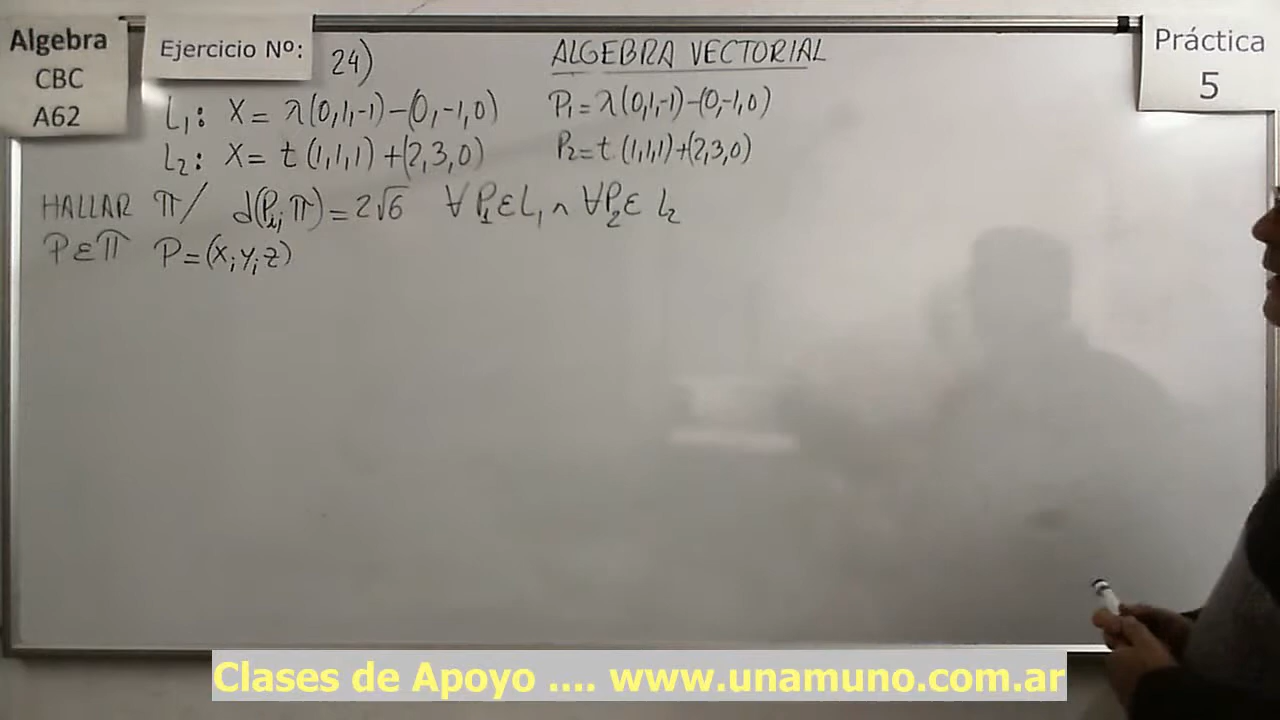 Algebra
CBC
A62
Ejercicio Nº:
24)
ALGEBRA VECTORIAL
Práctica
5
L₁: X = λ(0,1,-1)-(0,-1,0)
P₁ = λ(0,1,-1)-(0,-1,0)
L₂: X = t(1,1,1)+(2,3,0)
P₂ = t(1,1,1)+(2,3,0)
HALLAR π/ d(Pᵢ; π) = 2√6 ∀ P₁ ∈ L₁ ∧ ∀ P₂ ∈ L₂
P ∈ π P = (x; y; z)
Clases de Apoyo .... www.unamuno.com.ar